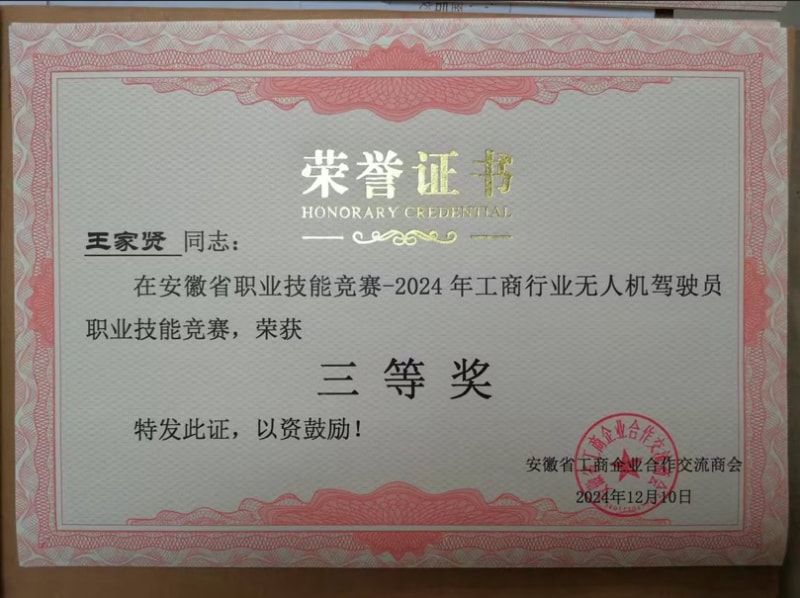 荣誉证书
HONORARY CREDENTIAL
王家贤 同志：
在安徽省职业技能竞赛-2024年工商行业无人机驾驶员
职业技能竞赛，荣获
三等奖
特发此证，以资鼓励！
安徽省工商企业合作交流商会
2024年12月10日